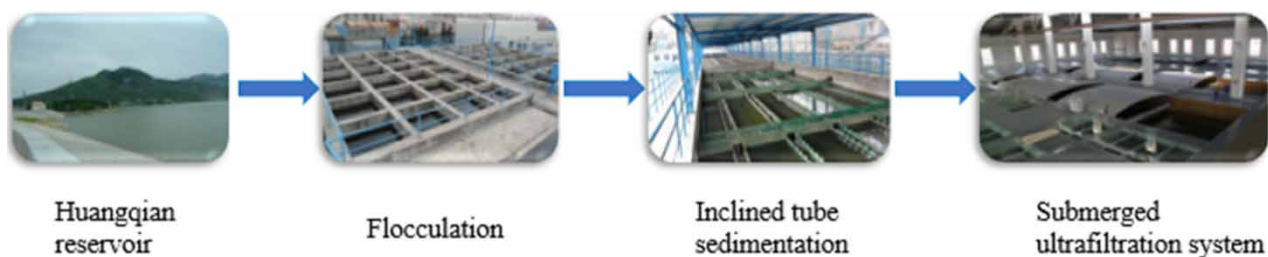 Huangqian
reservoir
Flocculation
Inclined tube
sedimentation
Submerged
ultrafiltration system